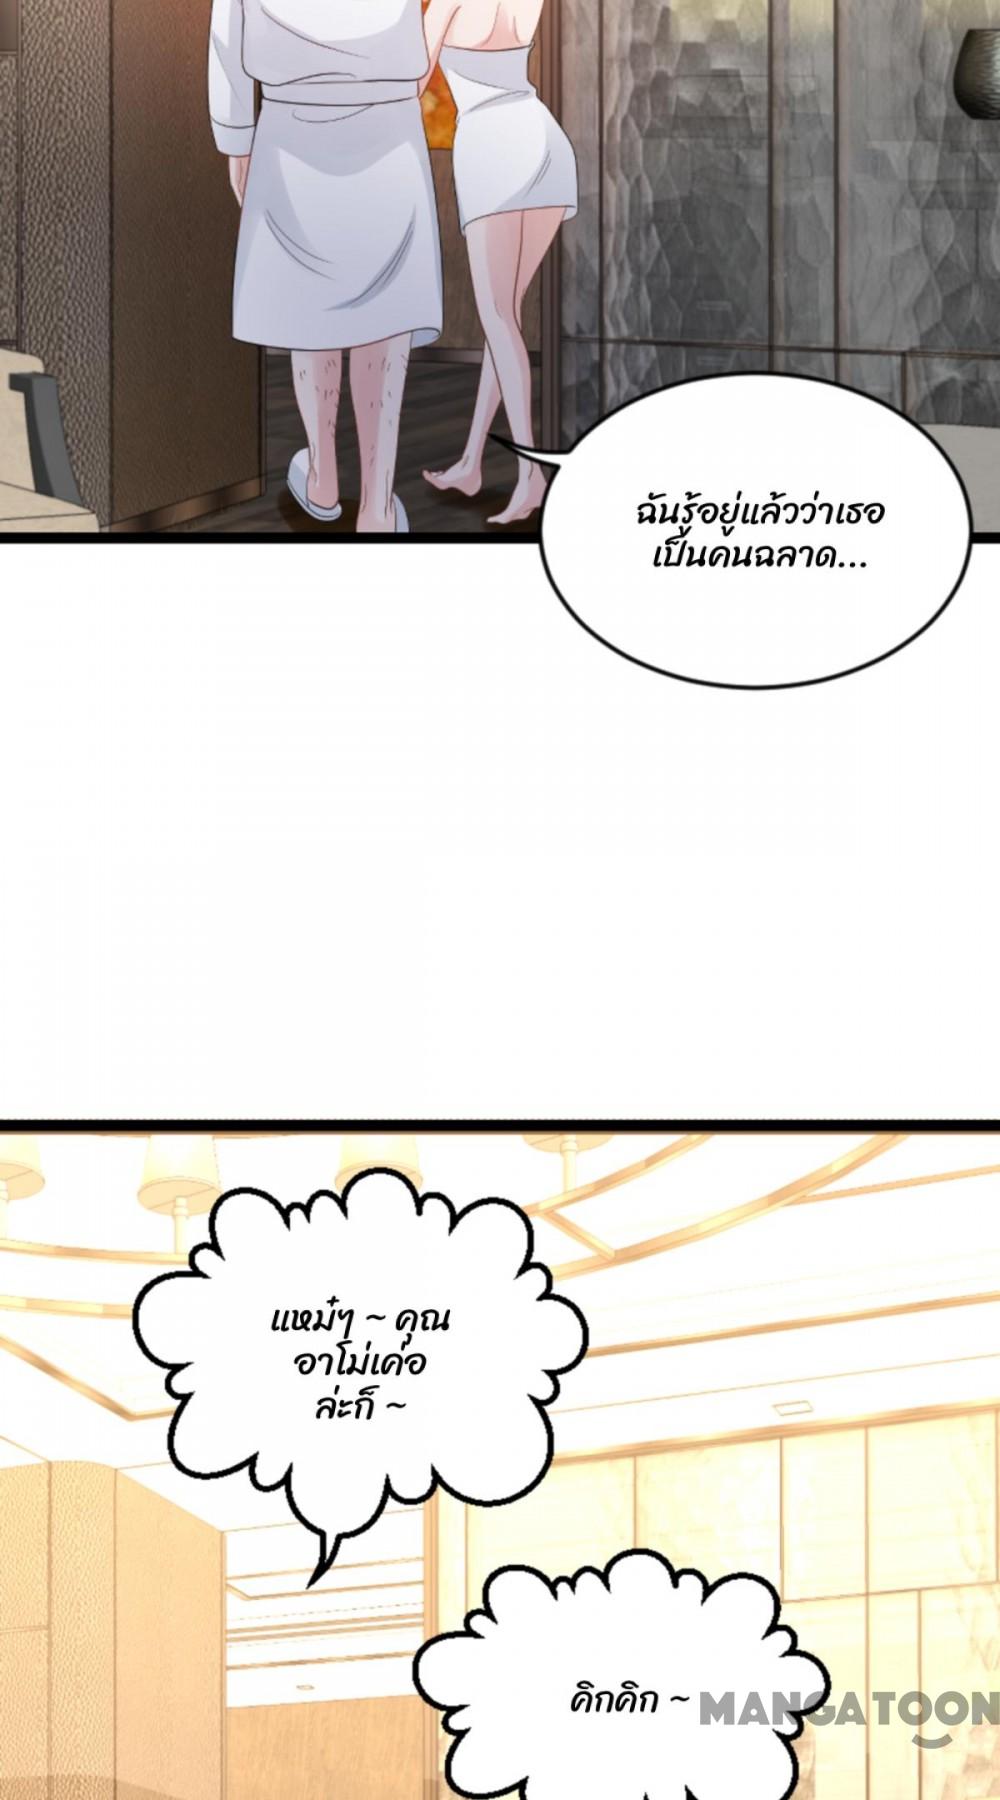 ฉันรู้อยู่แล้วว่าเธอ
เป็นคนฉลาด...
แหม๋ๆ ~ คุณ
อาโม่เค่อ
ล่ะก็ ~
คิกคิก ~
MANGATOON